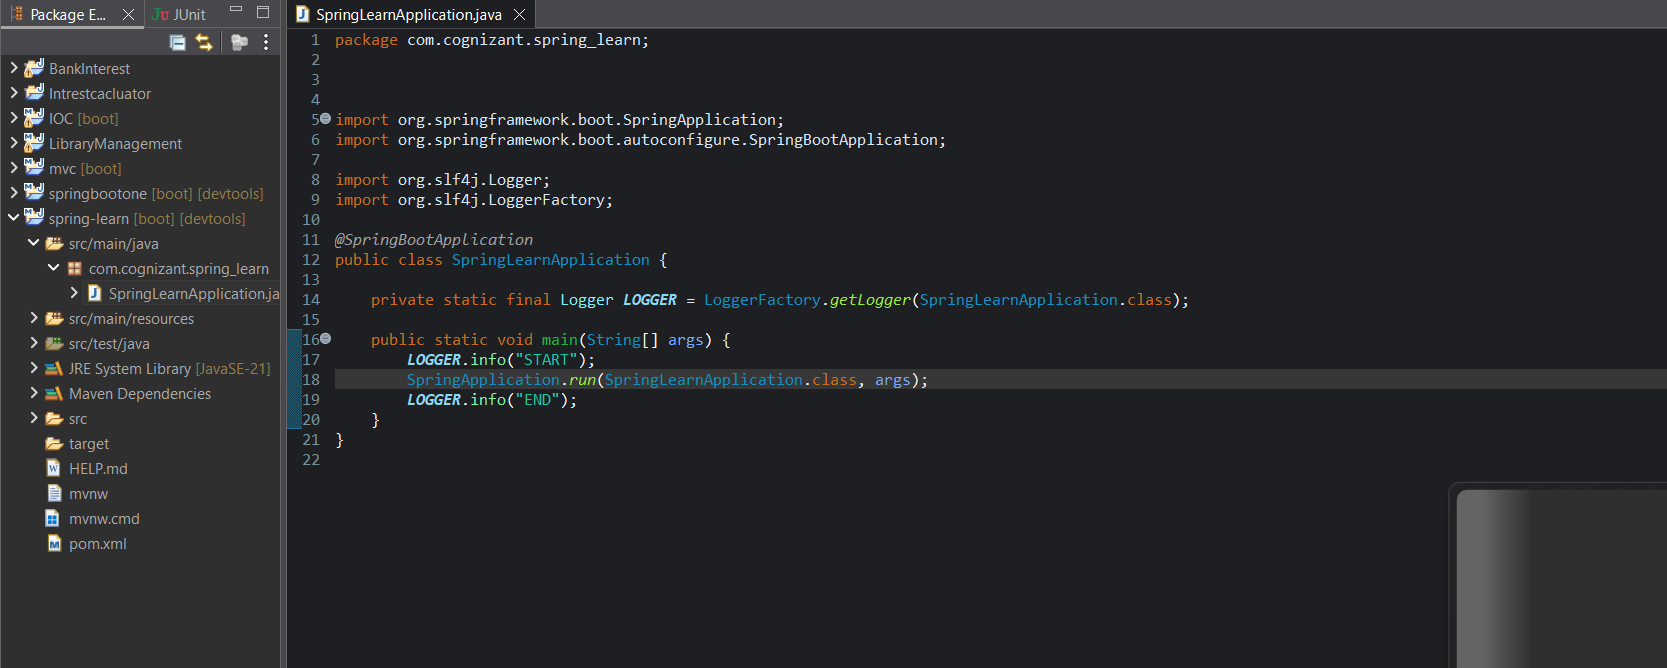 Package E...
JUnit
SpringLearnApplication.java
BankInterest
Intrestcacluator
IOC [boot]
LibraryManagement
mvc [boot]
springbootone [boot] [devtools]
spring-learn [boot] [devtools]
src/main/java
com.cognizant.spring_learn
SpringLearnApplication.ja
src/main/resources
src/test/java
JRE System Library [JavaSE-21]
Maven Dependencies
src
target
HELP.md
mvnw
mvnw.cmd
pom.xml
1 package com.cognizant.spring_learn;
2
3
4
5 import org.springframework.boot.SpringApplication;
6 import org.springframework.boot.autoconfigure.SpringBootApplication;
7
8 import org.slf4j.Logger;
9 import org.slf4j.LoggerFactory;
10
11 @SpringBootApplication
12 public class SpringLearnApplication {
13
14 private static final Logger LOGGER = LoggerFactory.getLogger(SpringLearnApplication.class);
15
16 public static void main(String[] args) {
17 LOGGER.info("START");
18 SpringApplication.run(SpringLearnApplication.class, args);
19 LOGGER.info("END");
20 }
21 }
22